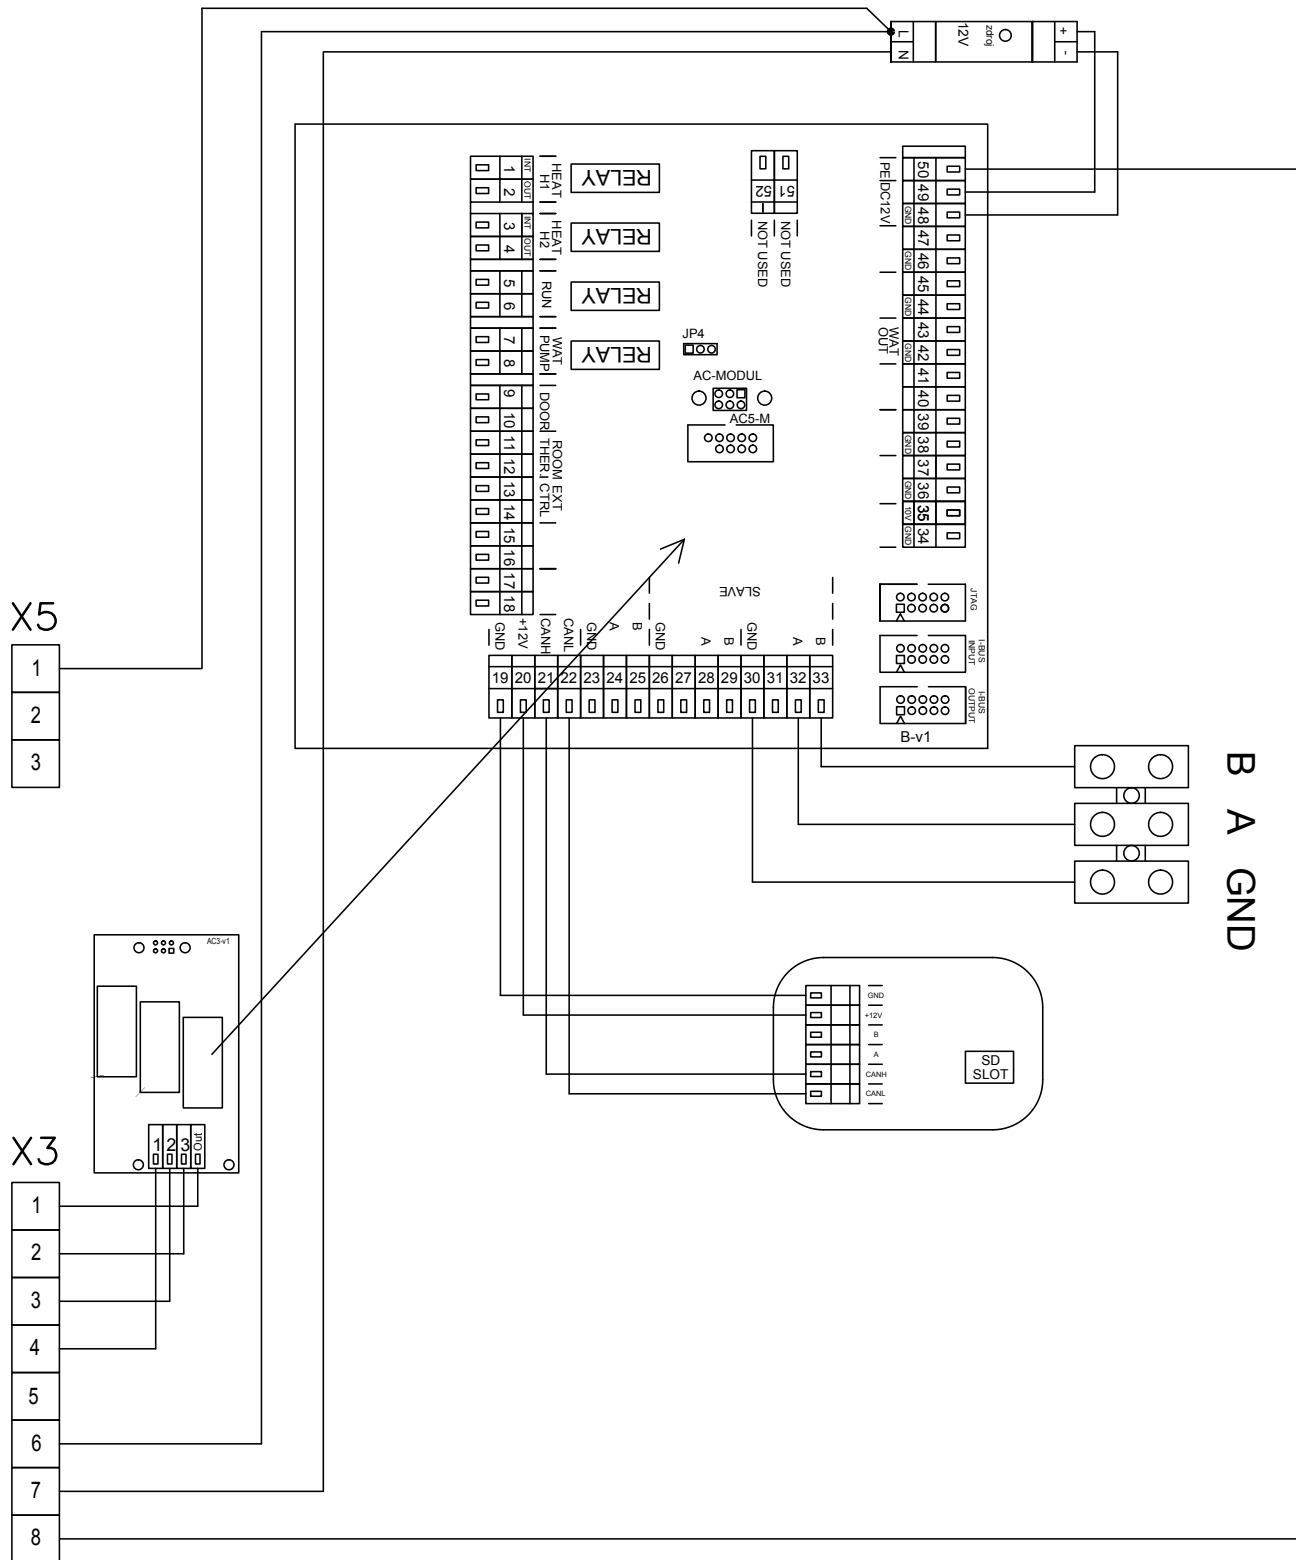 L
N
12V
zdroj
+
-
1 INT
2 OUT
HEAT
H1
RELAY
3 INT
4 OUT
HEAT
H2
RELAY
5
6
RUN
RELAY
7
8
WAT
PUMP
RELAY
9
10
DOOR
11
12
ROOM
THER.
13
14
EXT
CTRL
15
16
17
18
52
51
NOT USED
NOT USED
JP4
AC-MODUL
AC5-M
PE
DC12V
50
49
48 GND
47
46 GND
45
44 GND
43
42 GND
WAT
OUT
41
40
39
38 GND
37
36 GND
35 10V
34 GND
SLAVE
JTAG
I-BUS
INPUT
I-BUS
OUTPUT
B-v1
GND
+12V
CANH
CANL
GND
A
B
GND
A
B
GND
A
B
19 20 21 22 23 24 25 26 27 28 29 30 31 32 33
X5
1
2
3
B
A
GND
AC3-v1
1 2 3 Out
GND
+12V
B
A
CANH
CANL
SD
SLOT
X3
1
2
3
4
5
6
7
8